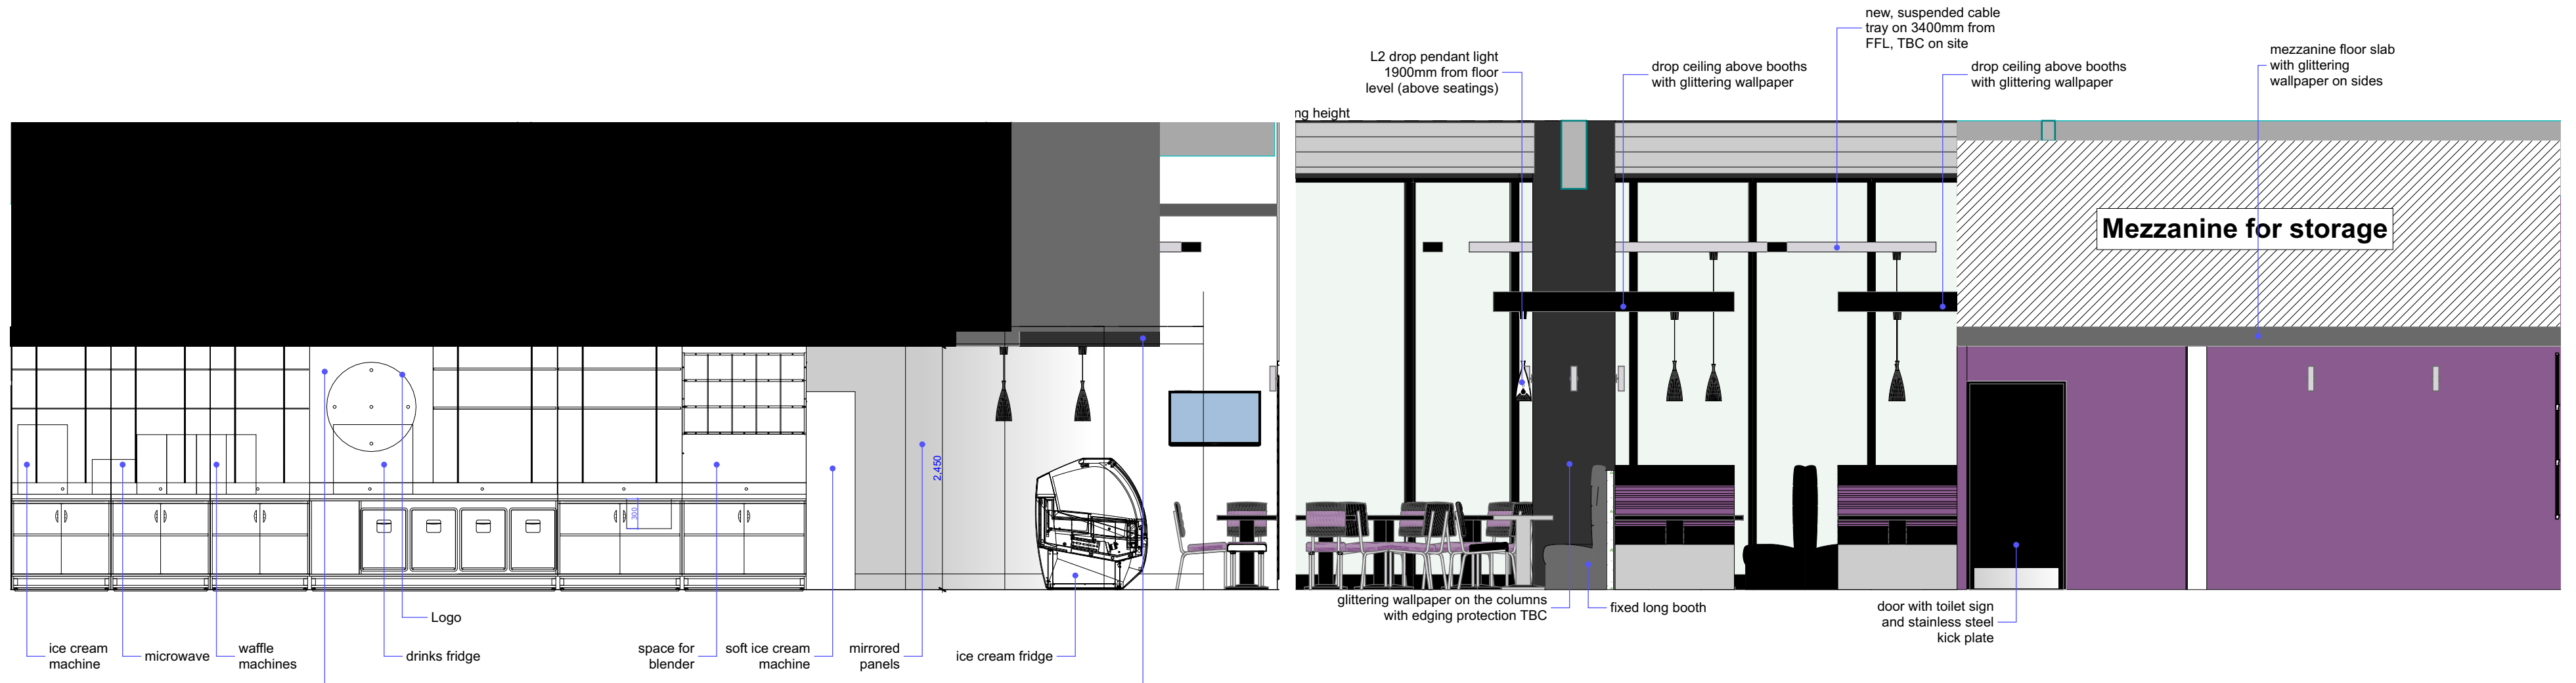 new, suspended cable
tray on 3400mm from
FFL, TBC on site
L2 drop pendant light
1900mm from floor
level (above seatings)
drop ceiling above booths
with glittering wallpaper
drop ceiling above booths
with glittering wallpaper
mezzanine floor slab
with glittering
wallpaper on sides
ng height
Mezzanine for storage
2,450
300
glittering wallpaper on the columns
with edging protection TBC
fixed long booth
door with toilet sign
and stainless steel
kick plate
Logo
ice cream
machine
microwave
waffle
machines
drinks fridge
space for
blender
soft ice cream
machine
mirrored
panels
ice cream fridge